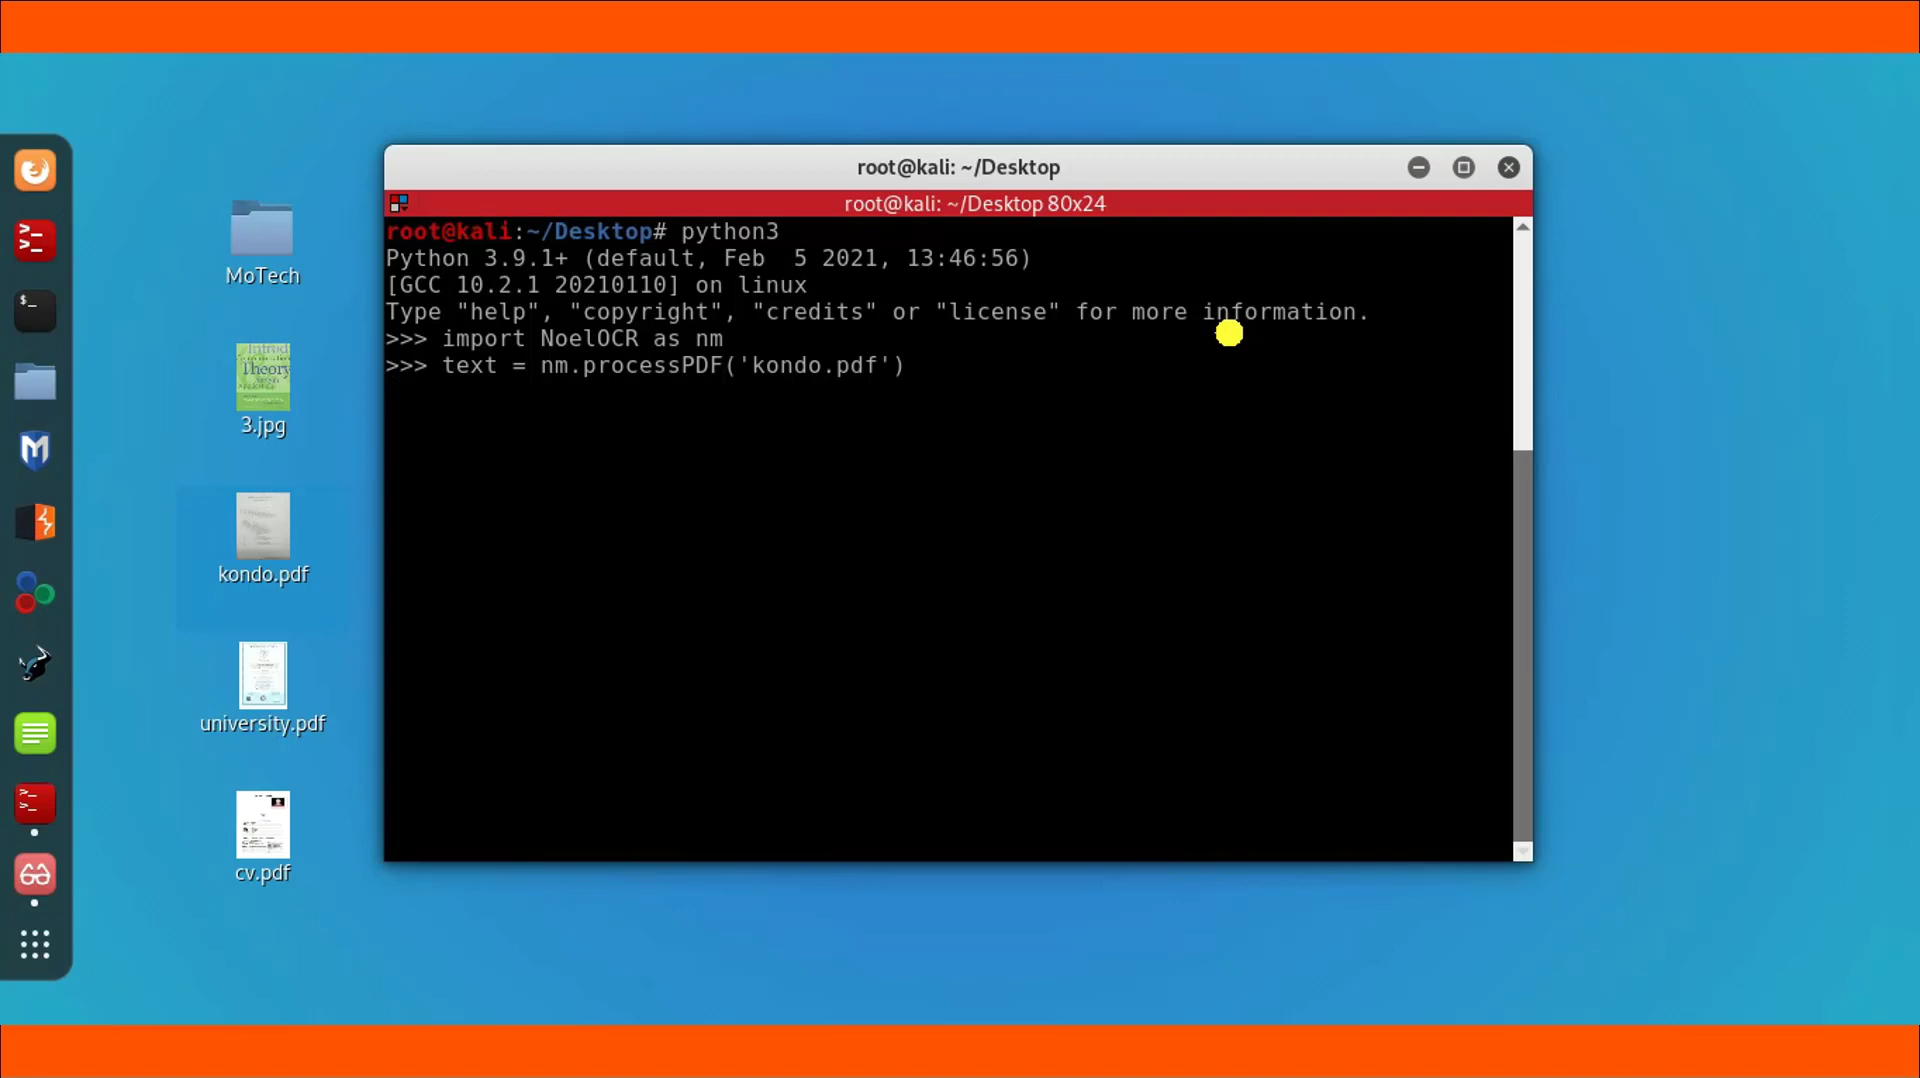 root@kali: ~/Desktop
root@kali: ~/Desktop 80x24
root@kali:~/Desktop# python3
Python 3.9.1+ (default, Feb  5 2021, 13:46:56)
[GCC 10.2.1 20210110] on linux
Type "help", "copyright", "credits" or "license" for more information.
>>> import NoelOCR as nm
>>> text = nm.processPDF('kondo.pdf')
MoTech
Theory
3.jpg
kondo.pdf
university.pdf
cv.pdf